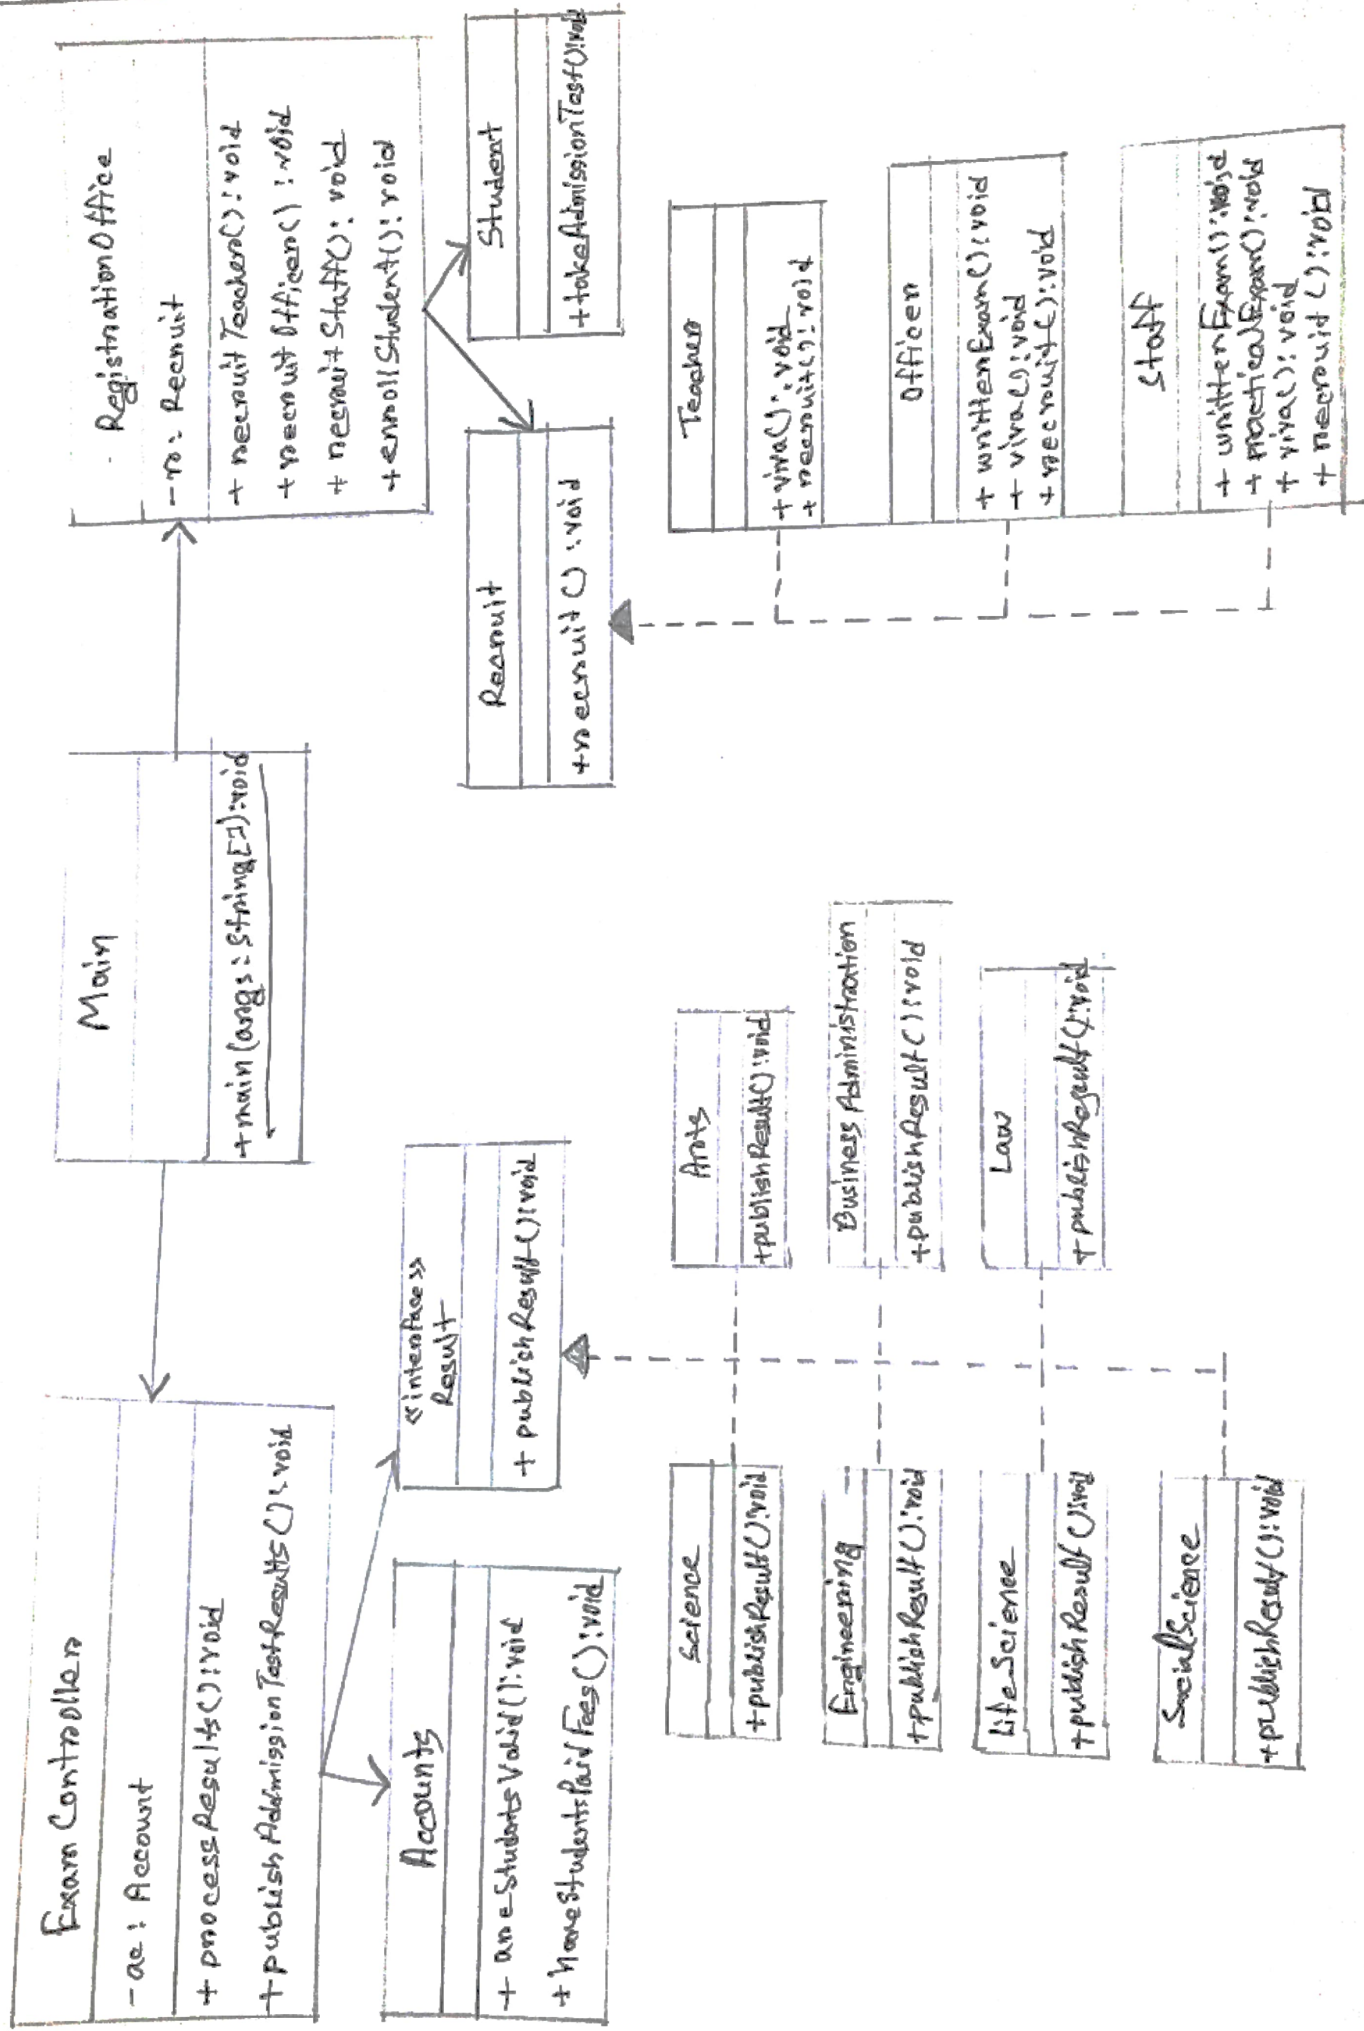 Exam Controller
-ac : Account
+ processResults() : void
+ publishAdmissionTestResults() : void
Main
+main(args : String[]) : void
RegistrationOffice
-r : Recruit
+ recruitTeacher() : void
+ recruitOfficer() : void
+ recruitStaff() : void
+ enrollStudent() : void
Accounts
+ areStudentsValid() : void
+ haveStudentsPaidFees() : void
«interface»
Result
+ publishResult() : void
Recruit
+ recruit() : void
Student
+takeAdmissionTest() : void
Science
+publishResult() : void
Arts
+publishResult() : void
Engineering
+publishResult() : void
Business Administration
+publishResult() : void
Life Science
+publishResult() : void
Law
+publishResult() : void
Social Science
+publishResult() : void
Teacher
+ viva() : void
+ recruit() : void
Officer
+ writtenExam() : void
- viva() : void
+ recruit() : void
Staff
+ writtenExam() : void
+ practicalExam() : void
+ viva() : void
+ recruit() : void